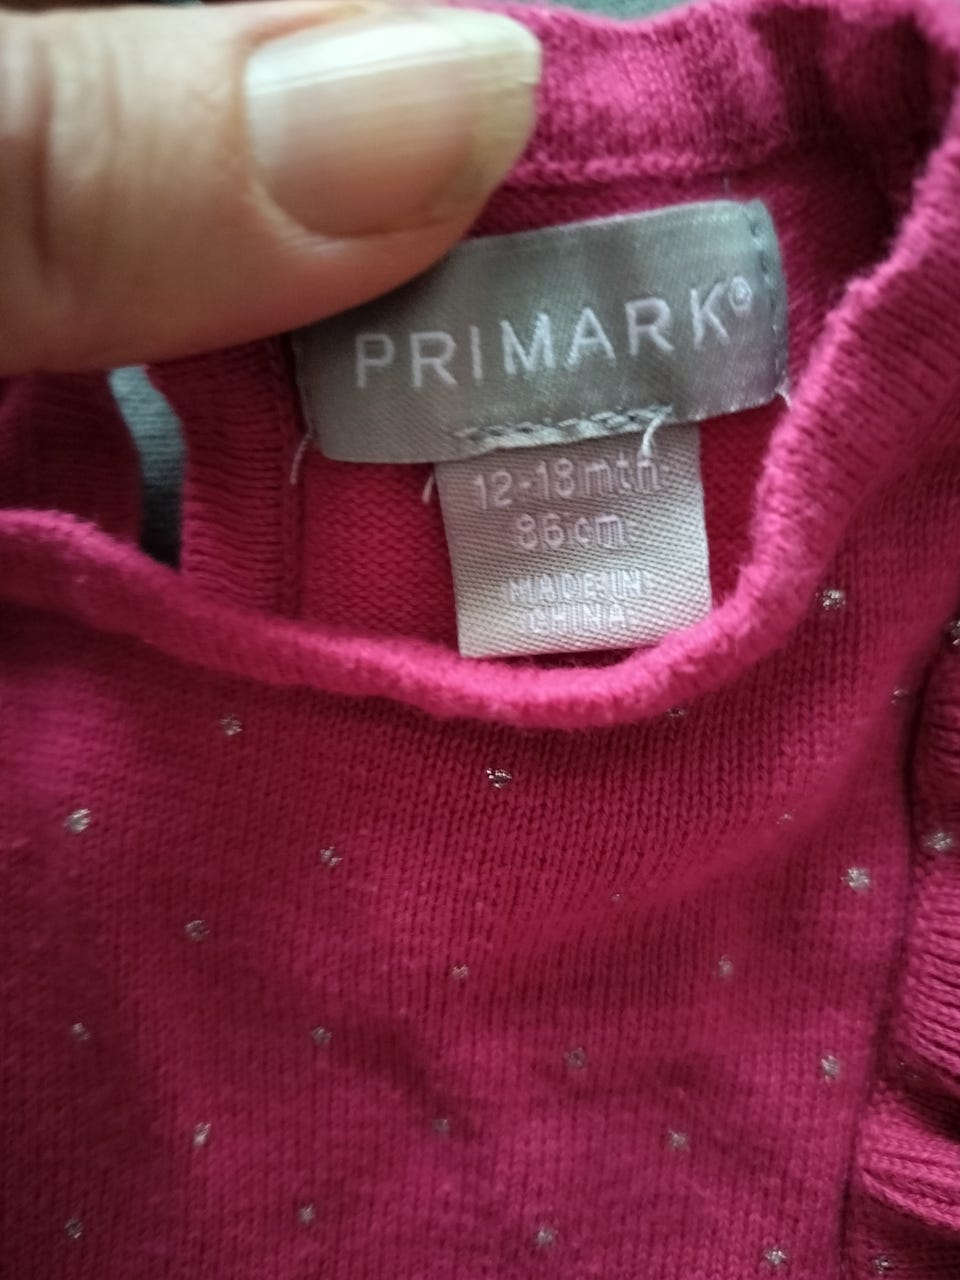 PRIMARK®
12-18mth
86cm
MADE IN
CHINA